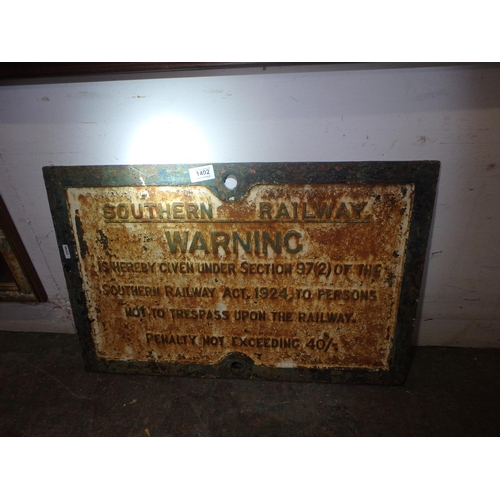 1402
SOUTHERN RAILWAY.
WARNING
IS HEREBY GIVEN UNDER SECTION 97(2) OF THE
SOUTHERN RAILWAY ACT, 1924, TO PERSONS
NOT TO TRESPASS UPON THE RAILWAY.
PENALTY NOT EXCEEDING 40/-